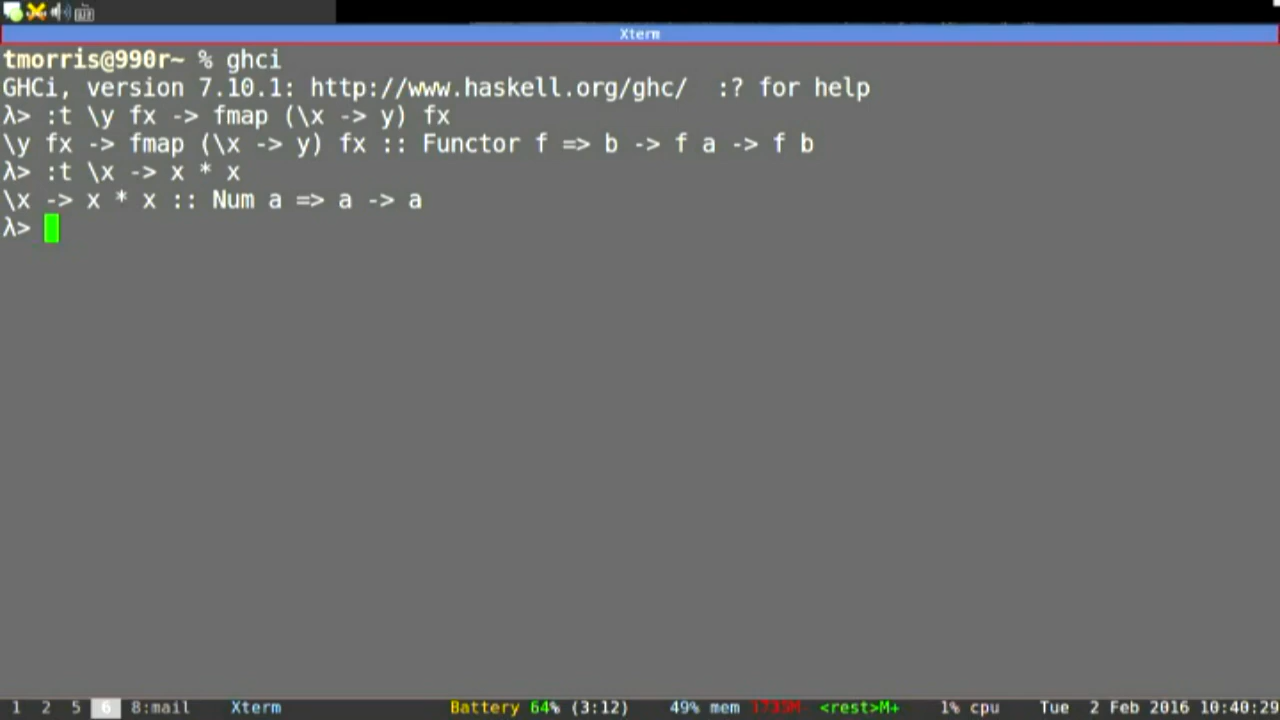 Xterm
tmorris@990r~ % ghci
GHCi, version 7.10.1: http://www.haskell.org/ghc/  :? for help
λ> :t \y fx -> fmap (\x -> y) fx
\y fx -> fmap (\x -> y) fx :: Functor f => b -> f a -> f b
λ> :t \x -> x * x
\x -> x * x :: Num a => a -> a
λ>
1 2 5 6 8:mail Xterm Battery 64% (3:12) 49% mem <rest>M+ 1% cpu Tue 2 Feb 2016 10:40:29